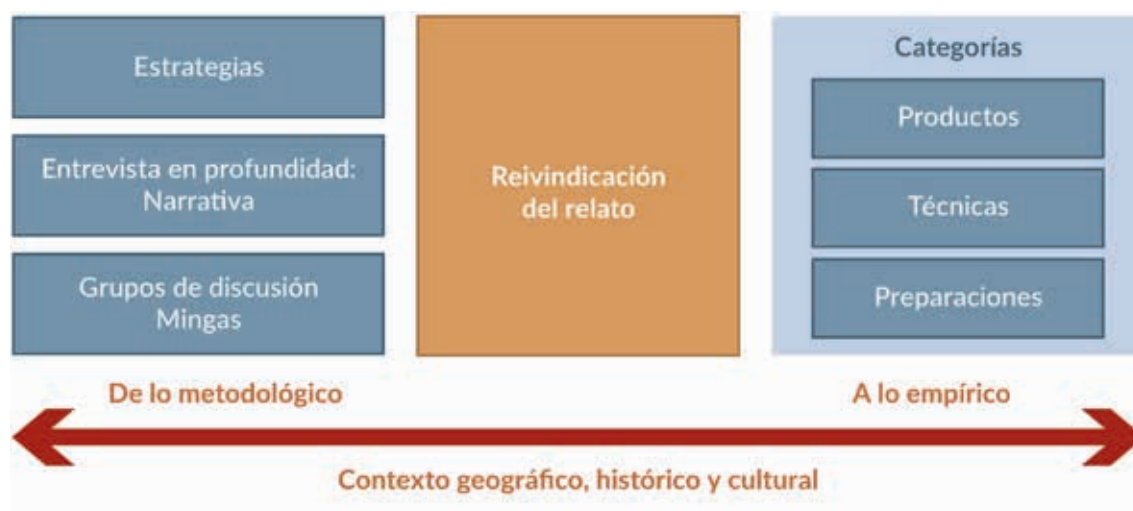 Estrategias
Entrevista en profundidad:
Narrativa
Grupos de discusión
Mingas
Reivindicación
del relato
Categorías
Productos
Técnicas
Preparaciones
De lo metodológico
A lo empírico
Contexto geográfico, histórico y cultural